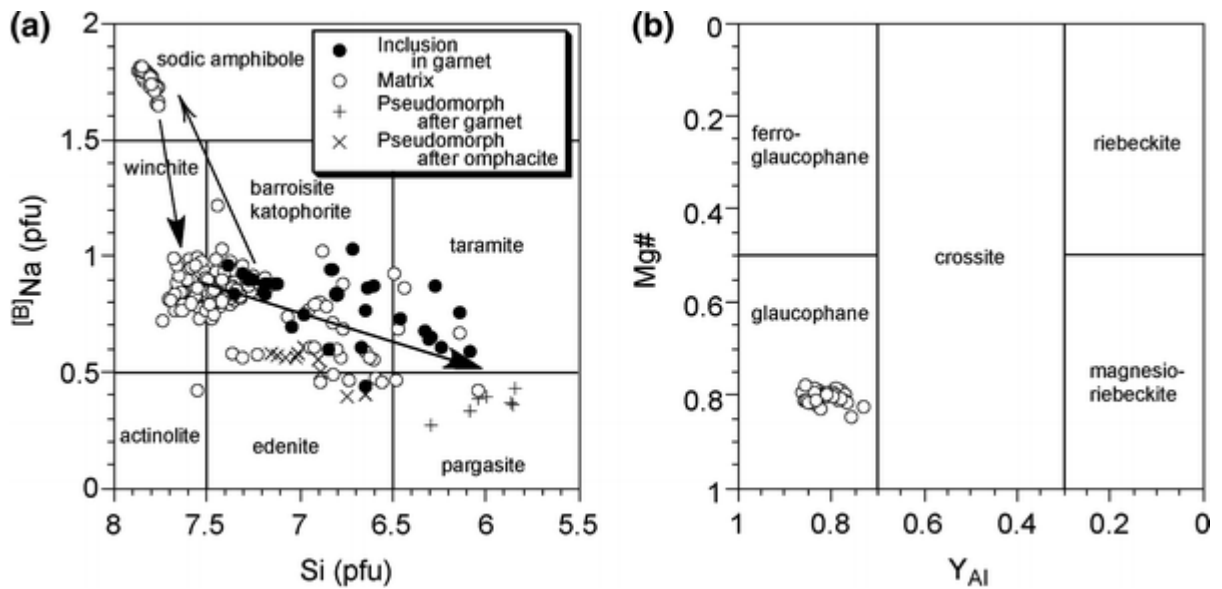 (a)
2
1.5
1
0.5
0
[B]Na (pfu)
8
7.5
7
6.5
6
5.5
Si (pfu)
sodic amphibole
Inclusion
in garnet
Matrix
Pseudomorph
after garnet
Pseudomorph
after omphacite
winchite
barroisite
katophorite
taramite
actinolite
edenite
pargasite
(b)
0
0.2
0.4
0.6
0.8
1
Mg#
1
0.8
0.6
0.4
0.2
0
YAl
ferro-
glaucophane
riebeckite
crossite
glaucophane
magnesio-
riebeckite